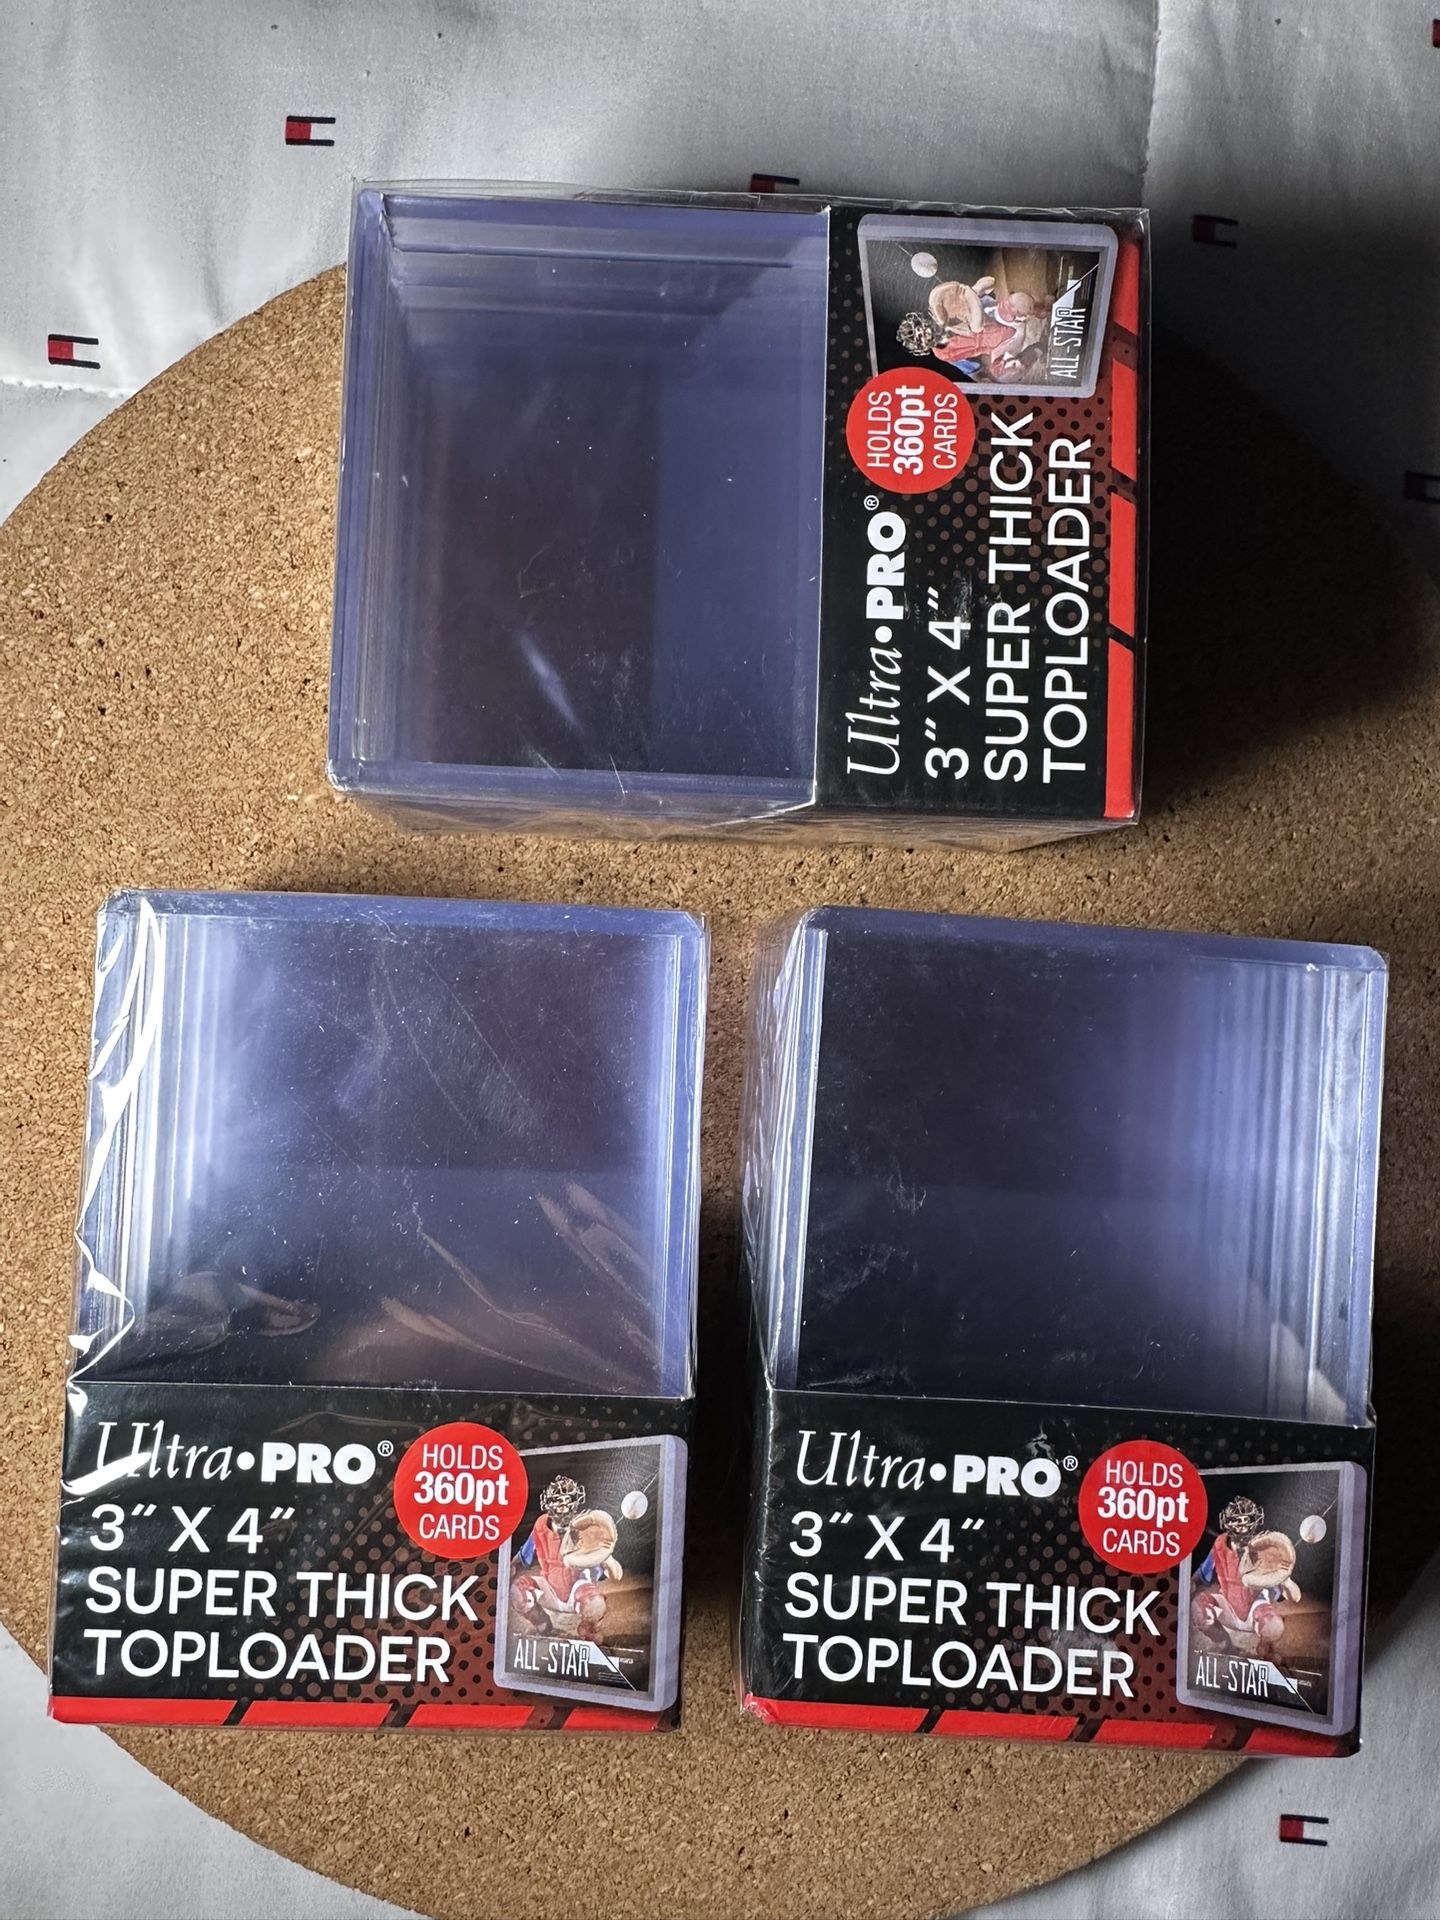 Ultra•PRO®
3" X 4"
SUPER THICK
TOPLOADER
HOLDS
360pt
CARDS
ALL-STAR
Ultra•PRO®
3" X 4"
SUPER THICK
TOPLOADER
HOLDS
360pt
CARDS
ALL-STAR
Ultra•PRO®
3" X 4"
SUPER THICK
TOPLOADER
HOLDS
360pt
CARDS
ALL-STAR